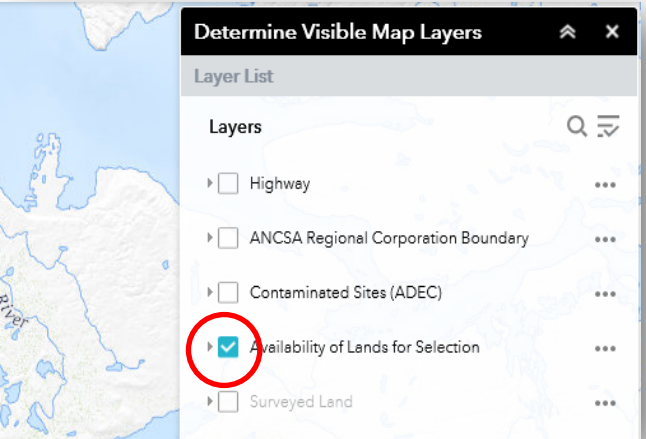 Determine Visible Map Layers
Layer List
Layers
Highway
ANCSA Regional Corporation Boundary
Contaminated Sites (ADEC)
River
Availability of Lands for Selection
Surveyed Land